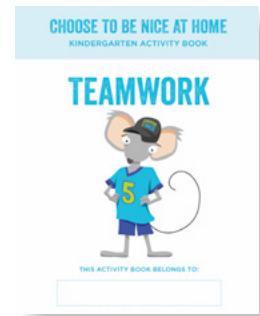 CHOOSE TO BE NICE AT HOME
KINDERGARTEN ACTIVITY BOOK
TEAMWORK
5
THIS ACTIVITY BOOK BELONGS TO: